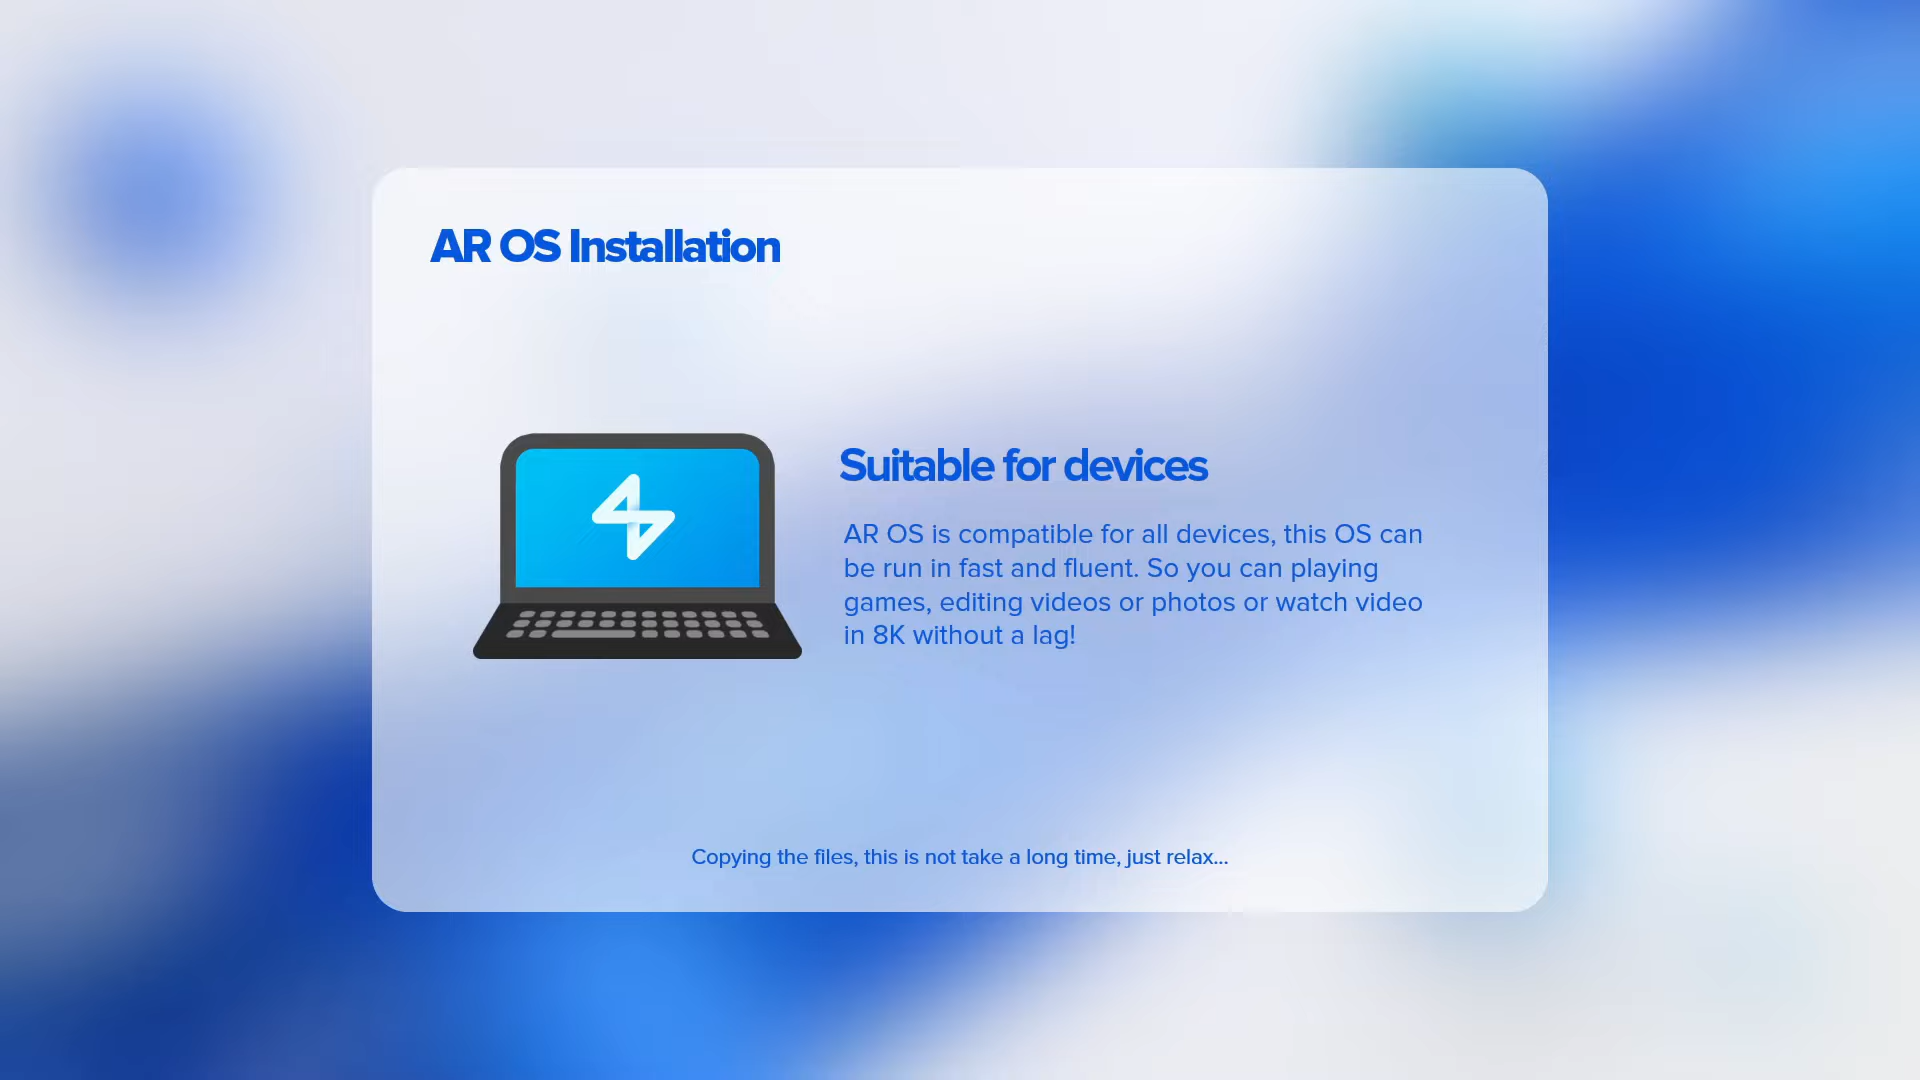 AR OS Installation
Suitable for devices
AR OS is compatible for all devices, this OS can
be run in fast and fluent. So you can playing
games, editing videos or photos or watch video
in 8K without a lag!
Copying the files, this is not take a long time, just relax...